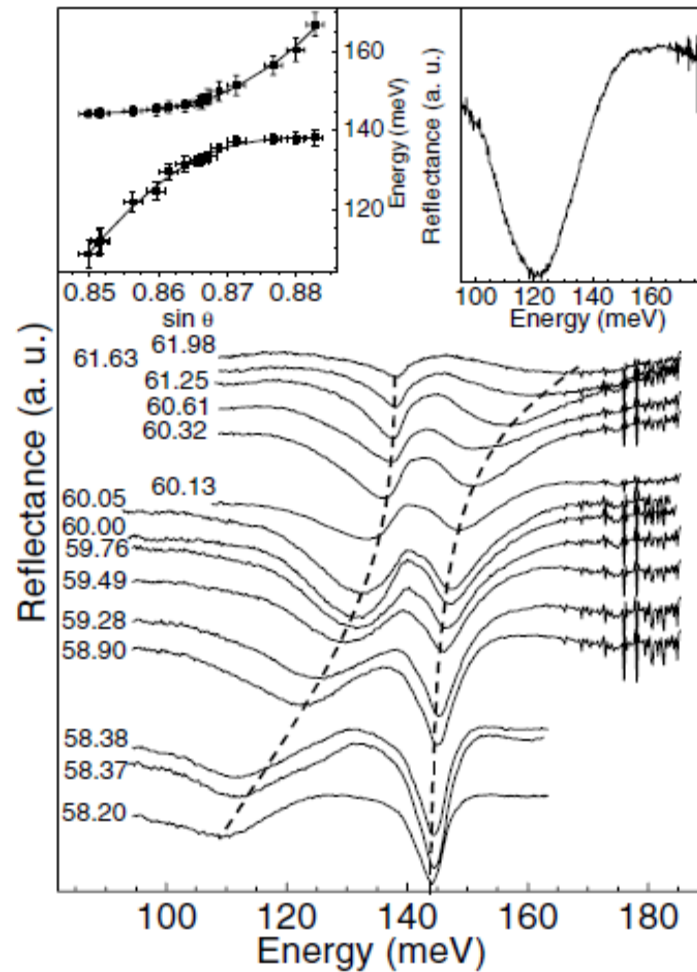 160
140
120
Energy (meV)
0.85 0.86 0.87 0.88
sin θ
Reflectance (a. u.)
100 120 140 160
Energy (meV)
61.98
61.63
61.25
60.61
60.32
60.13
60.05
60.00
59.76
59.49
59.28
58.90
58.38
58.37
58.20
Reflectance (a. u.)
100 120 140 160 180
Energy (meV)